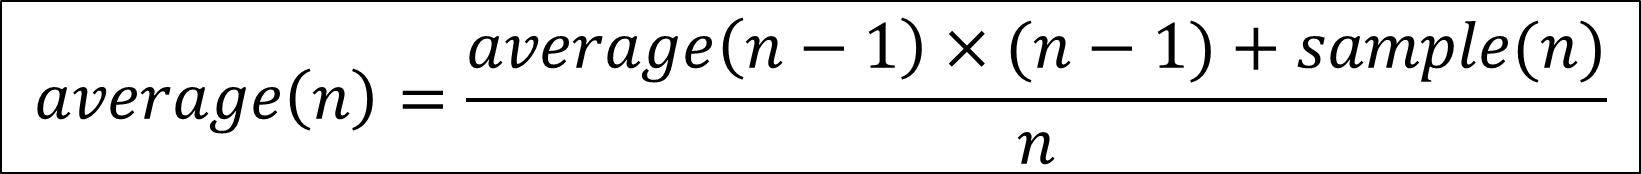 average(n) = average(n − 1) × (n − 1) + sample(n)
n